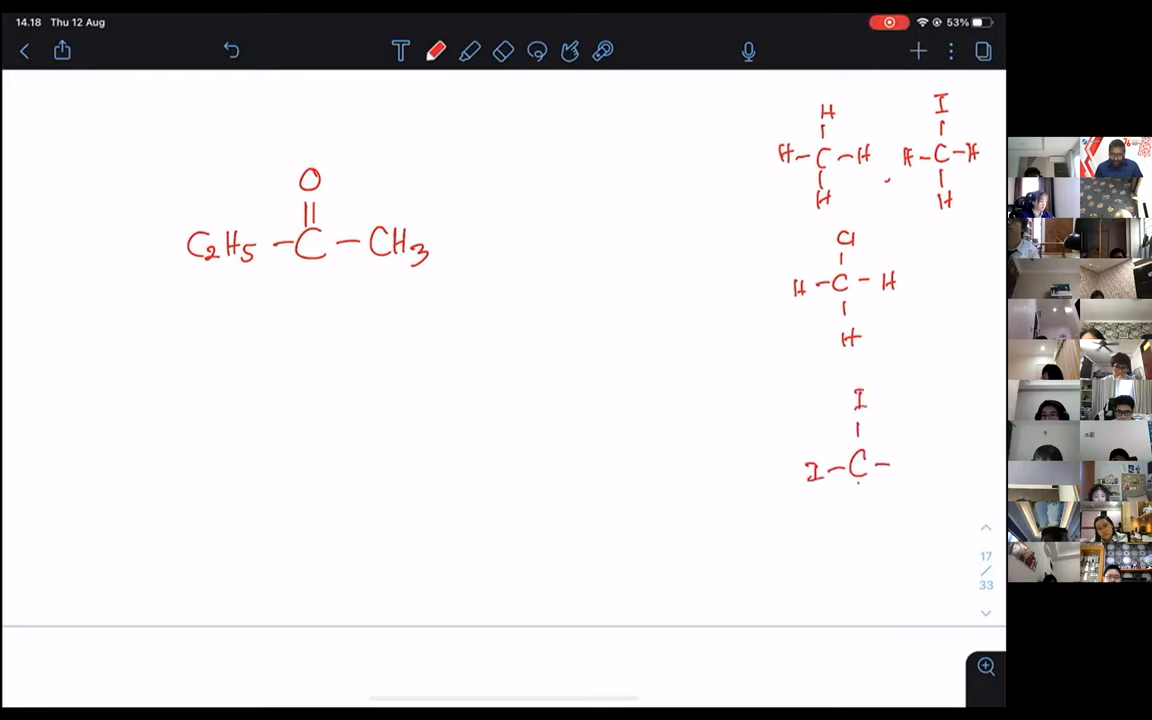 14.18 Thu 12 Aug
53%
T
O
||
C2H5 – C – CH3
H
|
H – C – H
|
H
I
|
H – C – H
|
H
Cl
|
H – C – H
|
H
I
|
I – C –
17
/
33